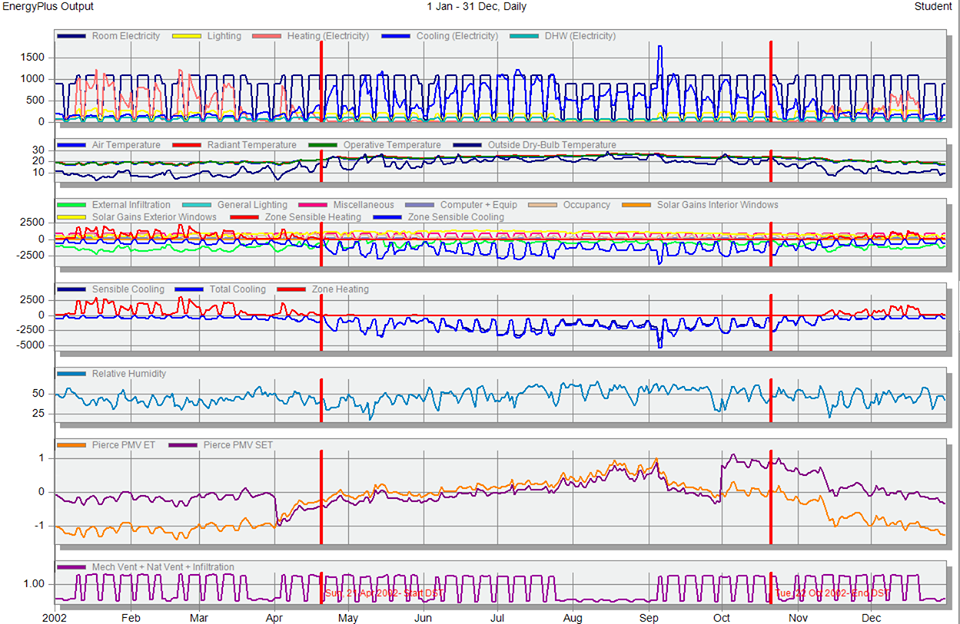 EnergyPlus Output 1 Jan - 31 Dec, Daily Student
Room Electricity Lighting Heating (Electricity) Cooling (Electricity) DHW (Electricity)
1500
1000
500
0
Air Temperature Radiant Temperature Operative Temperature Outside Dry-Bulb Temperature
30
20
10
External Infiltration General Lighting Miscellaneous Computer + Equip Occupancy Solar Gains Interior Windows
Solar Gains Exterior Windows Zone Sensible Heating Zone Sensible Cooling
2500
0
-2500
Sensible Cooling Total Cooling Zone Heating
2500
0
-2500
-5000
Relative Humidity
50
25
Pierce PMV ET Pierce PMV SET
1
0
-1
Mech Vent + Nat Vent + Infiltration
1.00
Sun, 21 Apr 2002- Start DST Tue, 22 Oct 2002- End DST
2002 Feb Mar Apr May Jun Jul Aug Sep Oct Nov Dec